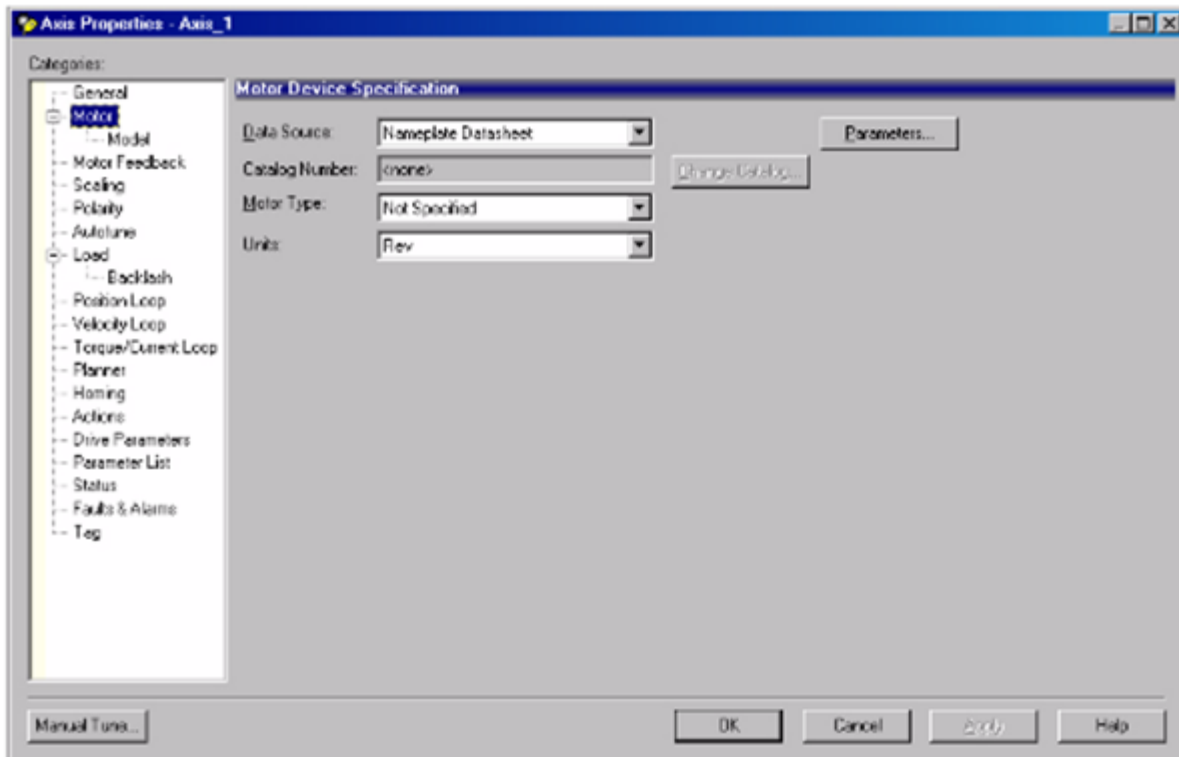 Axis Properties - Axis_1
Categories:
General
Motor
Model
Motor Feedback
Scaling
Polarity
Autotune
Load
Backlash
Position Loop
Velocity Loop
Torque/Current Loop
Planner
Homing
Actions
Drive Parameters
Parameter List
Status
Faults & Alarms
Tag
Motor Device Specification
Data Source: Nameplate Datasheet Parameters...
Catalog Number: <none> Change Catalog...
Motor Type: Not Specified
Units: Rev
Manual Tune... OK Cancel Apply Help